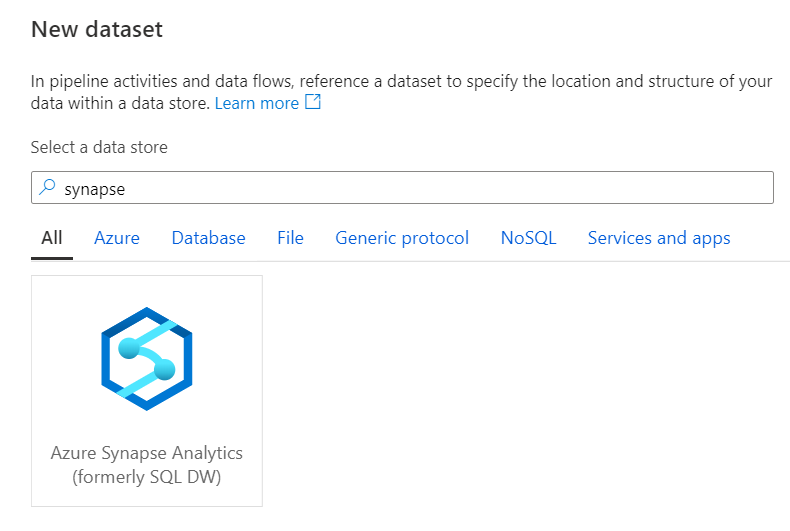 New dataset
In pipeline activities and data flows, reference a dataset to specify the location and structure of your
data within a data store. Learn more
Select a data store
synapse
All Azure Database File Generic protocol NoSQL Services and apps
Azure Synapse Analytics
(formerly SQL DW)